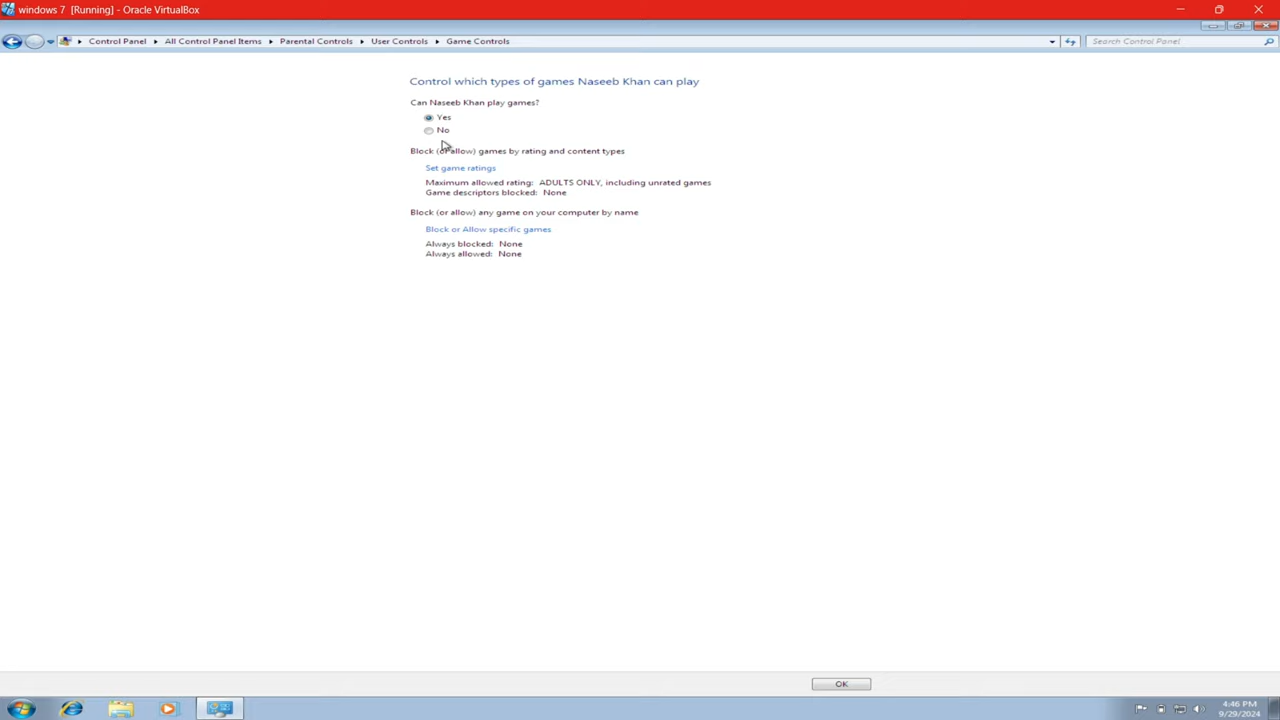 windows 7 [Running] - Oracle VirtualBox
Control Panel All Control Panel Items Parental Controls User Controls Game Controls
Search Control Panel
Control which types of games Naseeb Khan can play
Can Naseeb Khan play games?
Yes
No
Block (or allow) games by rating and content types
Set game ratings
Maximum allowed rating: ADULTS ONLY, including unrated games
Game descriptors blocked: None
Block (or allow) any game on your computer by name
Block or Allow specific games
Always blocked: None
Always allowed: None
OK
4:46 PM
9/29/2024